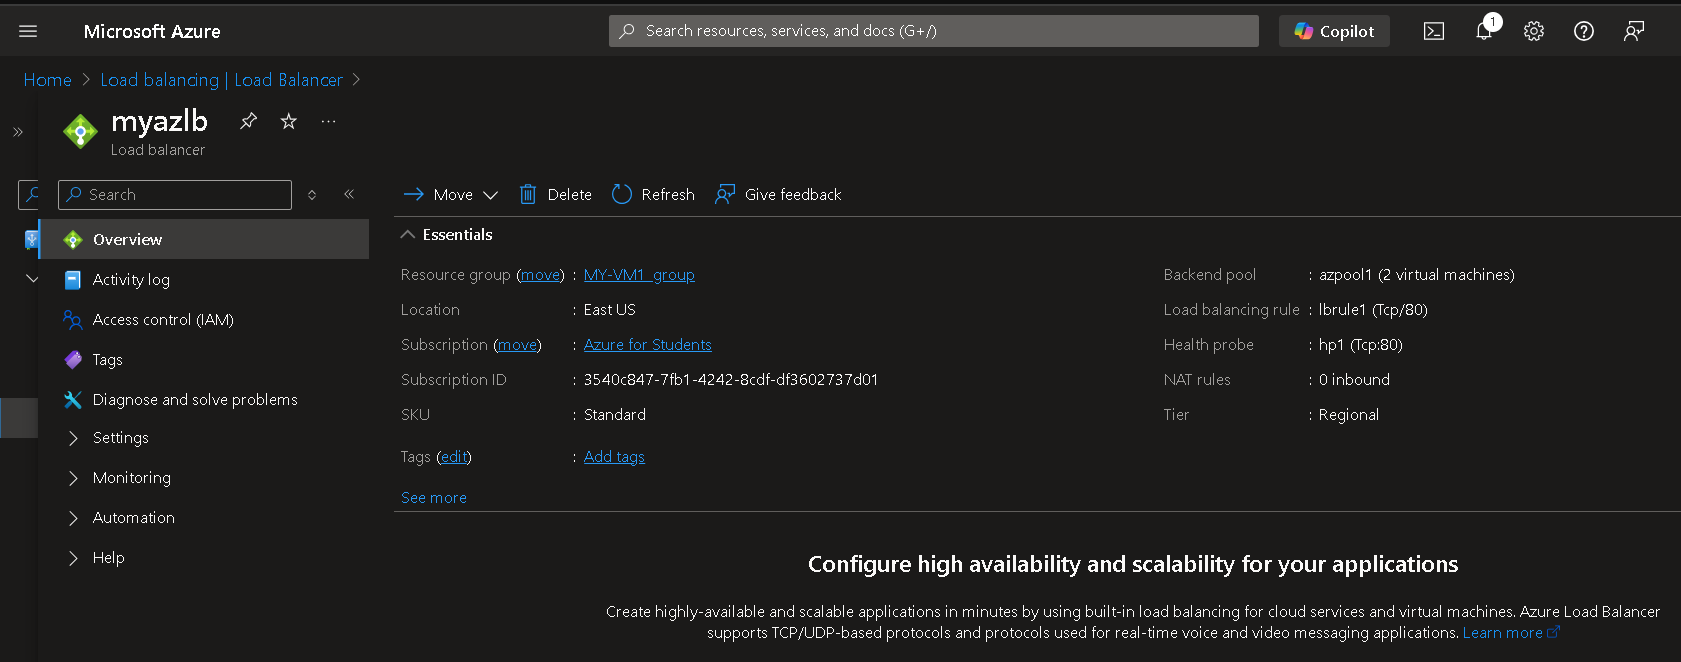 Microsoft Azure
Search resources, services, and docs (G+/)
Copilot
1
Home > Load balancing | Load Balancer >
myazlb
Load balancer
Search
Overview
Activity log
Access control (IAM)
Tags
Diagnose and solve problems
Settings
Monitoring
Automation
Help
Move
Delete
Refresh
Give feedback
Essentials
Resource group (move) : MY-VM1_group
Location : East US
Subscription (move) : Azure for Students
Subscription ID : 3540c847-7fb1-4242-8cdf-df3602737d01
SKU : Standard
Tags (edit) : Add tags
See more
Backend pool : azpool1 (2 virtual machines)
Load balancing rule : lbrule1 (Tcp/80)
Health probe : hp1 (Tcp:80)
NAT rules : 0 inbound
Tier : Regional
Configure high availability and scalability for your applications
Create highly-available and scalable applications in minutes by using built-in load balancing for cloud services and virtual machines. Azure Load Balancer
supports TCP/UDP-based protocols and protocols used for real-time voice and video messaging applications. Learn more